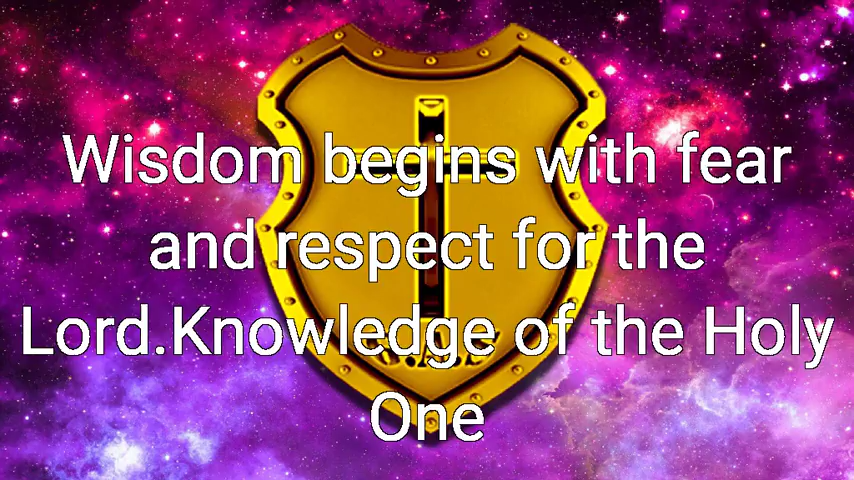 Wisdom begins with fear
and respect for the
Lord.Knowledge of the Holy
One